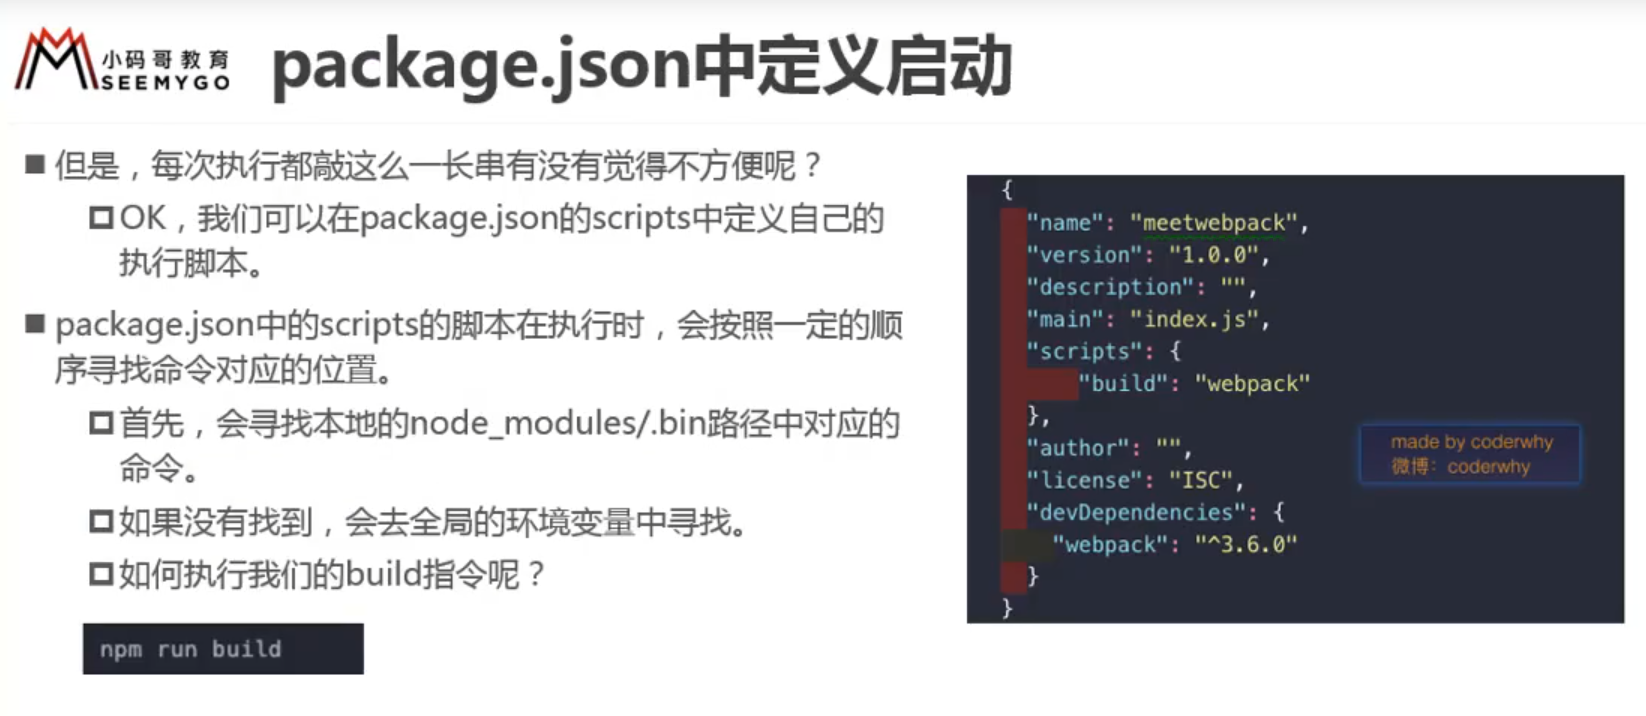 小码哥教育
SEEMYGO
package.json中定义启动
■ 但是，每次执行都敲这么一长串有没有觉得不方便呢？
OK，我们可以在package.json的scripts中定义自己的
执行脚本。
■ package.json中的scripts的脚本在执行时，会按照一定的顺
序寻找命令对应的位置。
首先，会寻找本地的node_modules/.bin路径中对应的
命令。
如果没有找到，会去全局的环境变量中寻找。
如何执行我们的build指令呢？
npm run build
{
"name": "meetwebpack",
"version": "1.0.0",
"description": "",
"main": "index.js",
"scripts": {
"build": "webpack"
},
"author": "",
"license": "ISC",
"devDependencies": {
"webpack": "^3.6.0"
}
}
made by coderwhy
微博：coderwhy